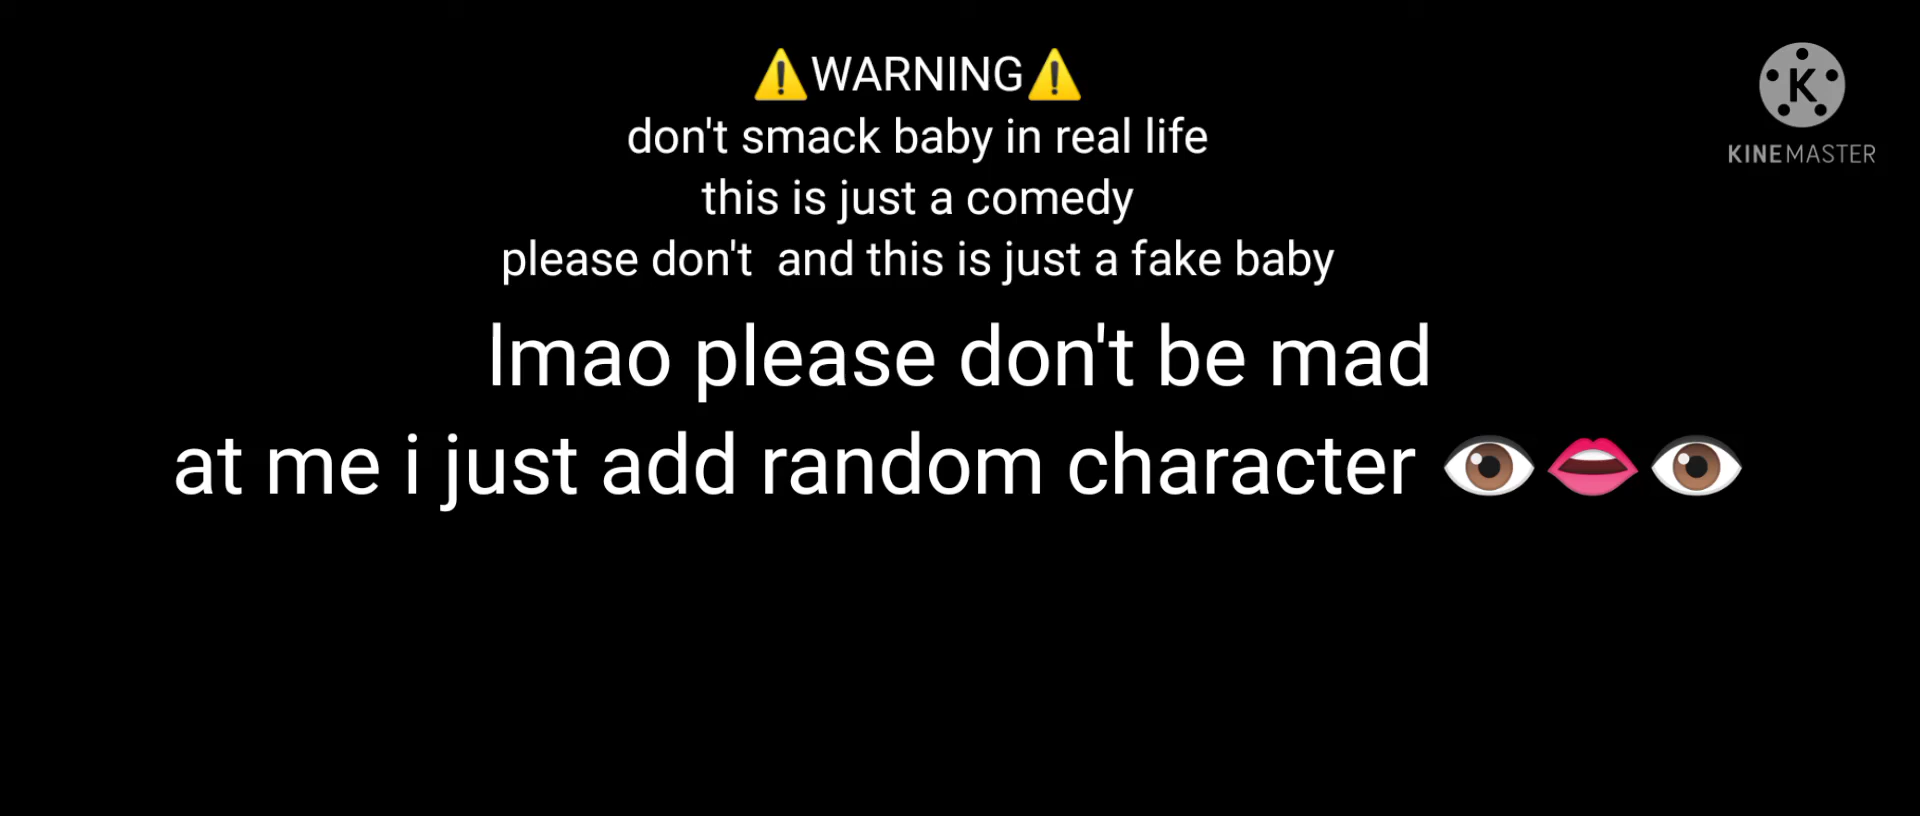 ⚠️WARNING⚠️
don't smack baby in real life
this is just a comedy
please don't  and this is just a fake baby
lmao please don't be mad
at me i just add random character 👁️👄👁️
K
KINEMASTER